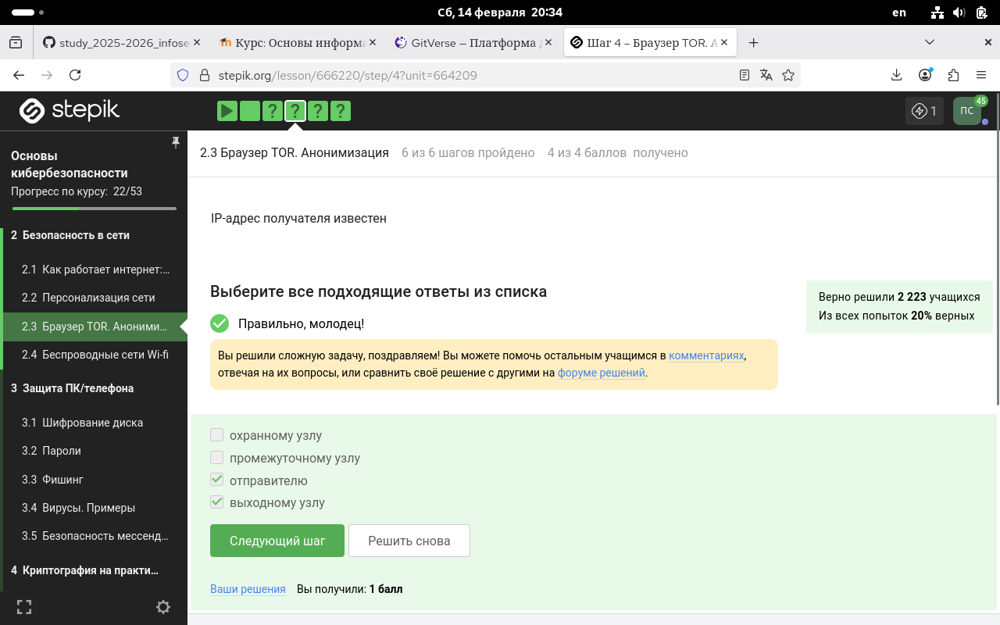 Сб, 14 февраля 20:34
en
study_2025-2026_infose
Курс: Основы информа
GitVerse – Платформа д
Шаг 4 – Браузер TOR. А
stepik.org/lesson/666220/step/4?unit=664209
stepik
? ? ? ?
1
ПС
45
Основы
кибербезопасности
Прогресс по курсу: 22/53
2 Безопасность в сети
2.1 Как работает интернет:...
2.2 Персонализация сети
2.3 Браузер TOR. Аноними...
2.4 Беспроводные сети Wi-fi
3 Защита ПК/телефона
3.1 Шифрование диска
3.2 Пароли
3.3 Фишинг
3.4 Вирусы. Примеры
3.5 Безопасность мессенд...
4 Криптография на практи...
2.3 Браузер TOR. Анонимизация 6 из 6 шагов пройдено 4 из 4 баллов получено
IP-адрес получателя известен
Выберите все подходящие ответы из списка
Правильно, молодец!
Вы решили сложную задачу, поздравляем! Вы можете помочь остальным учащимся в комментариях,
отвечая на их вопросы, или сравнить своё решение с другими на форуме решений.
Верно решили 2 223 учащихся
Из всех попыток 20% верных
охранному узлу
промежуточному узлу
отправителю
выходному узлу
Следующий шаг
Решить снова
Ваши решения Вы получили: 1 балл